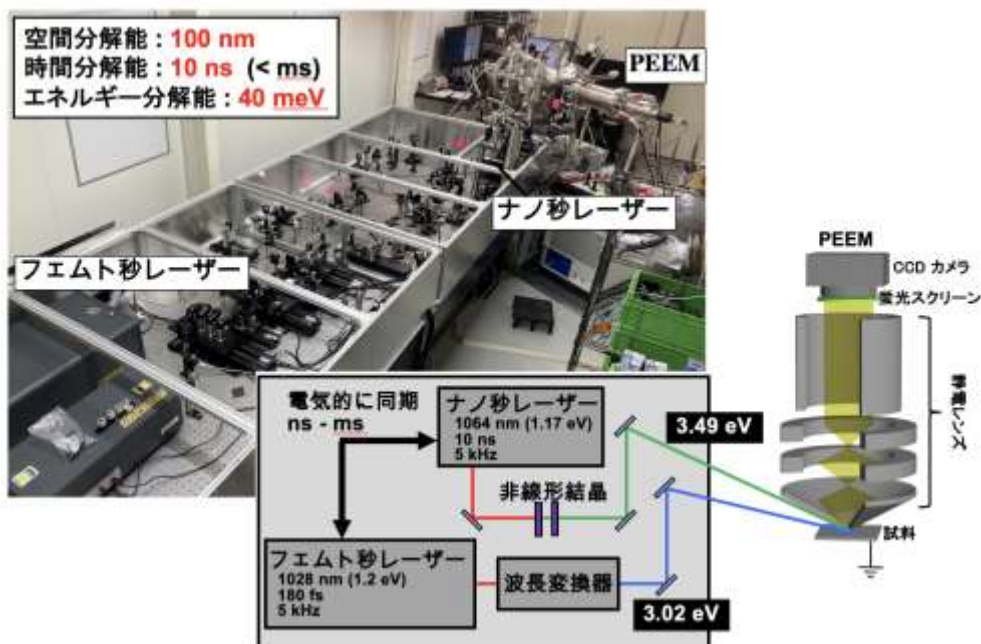 空間分解能 : 100 nm
時間分解能 : 10 ns (< ms)
エネルギー分解能 : 40 meV
PEEM
ナノ秒レーザー
フェムト秒レーザー
PEEM
CCD カメラ
蛍光スクリーン
静電レンズ
試料
電気的に同期
ns - ms
ナノ秒レーザー
1064 nm (1.17 eV)
10 ns
5 kHz
3.49 eV
非線形結晶
フェムト秒レーザー
1028 nm (1.2 eV)
180 fs
5 kHz
波長変換器
3.02 eV